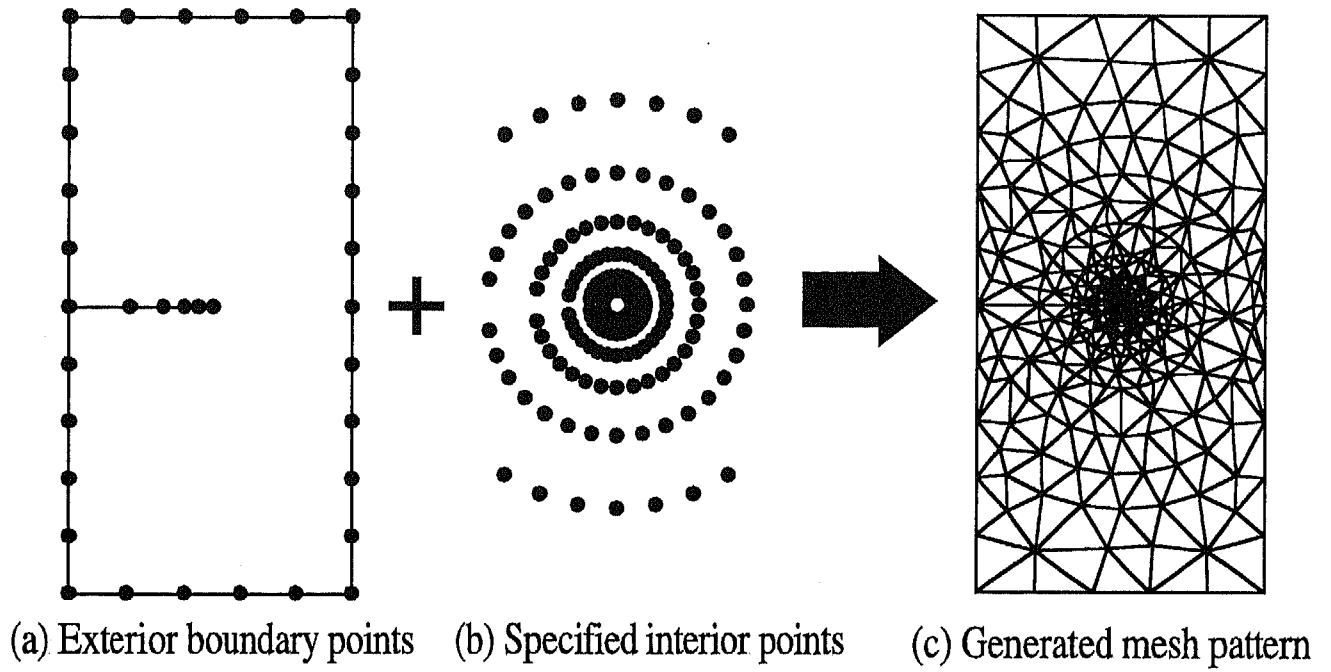 (a) Exterior boundary points
(b) Specified interior points
(c) Generated mesh pattern